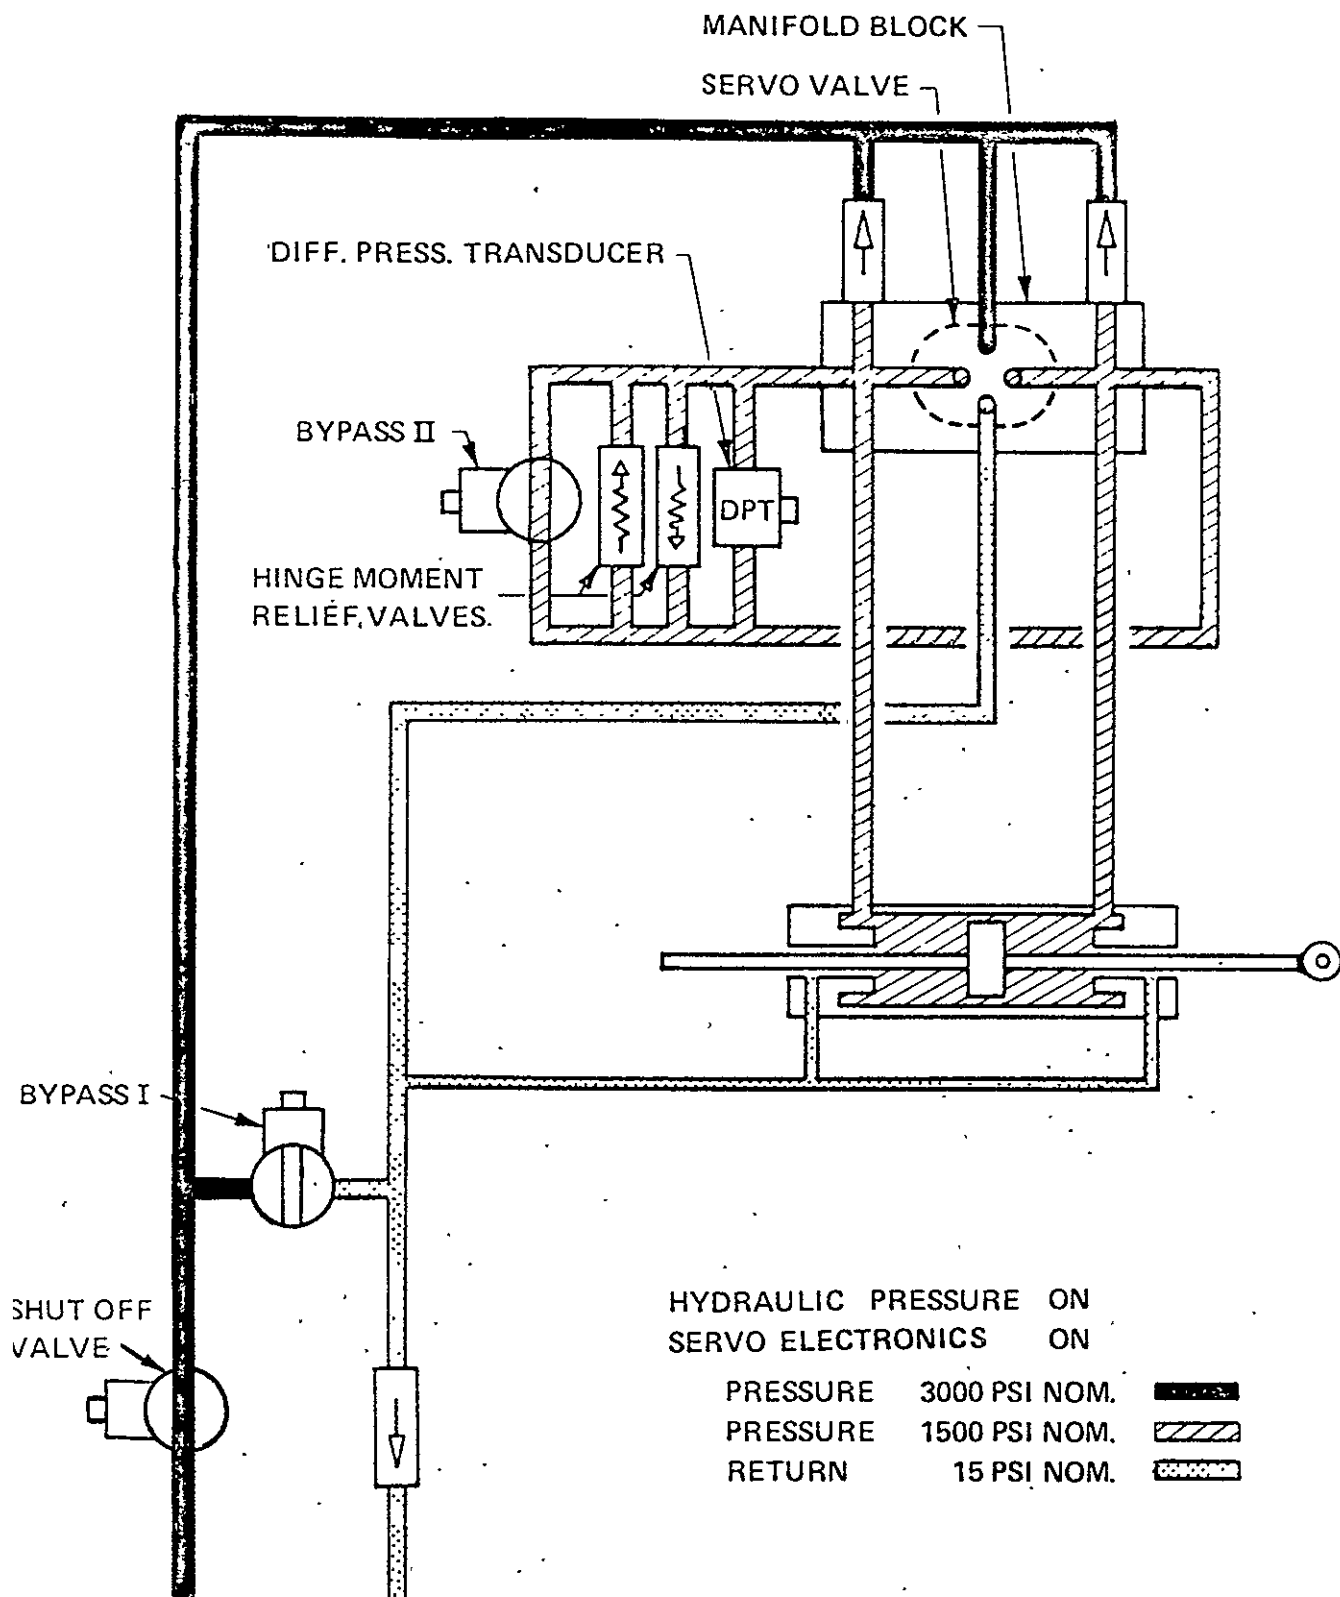 MANIFOLD BLOCK
SERVO VALVE
DIFF. PRESS. TRANSDUCER
BYPASS II
DPT
HINGE MOMENT
RELIEF VALVES.
BYPASS I
SHUT OFF
VALVE
HYDRAULIC PRESSURE ON
SERVO ELECTRONICS ON
PRESSURE 3000 PSI NOM.
PRESSURE 1500 PSI NOM.
RETURN 15 PSI NOM.